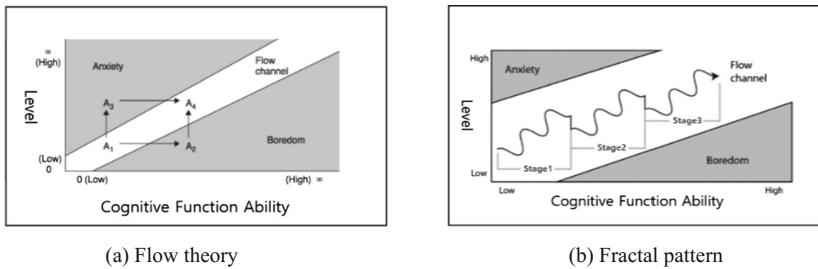 ∞
(High)
Anxiety
Flow
channel
A3
A4
A1
A2
Level
Boredom
(Low)
0
0 (Low)
(High) ∞
Cognitive Function Ability
(a) Flow theory
High
Anxiety
Flow
channel
Level
Stage3
Stage2
Stage1
Boredom
Low
Low
High
Cognitive Function Ability
(b) Fractal pattern